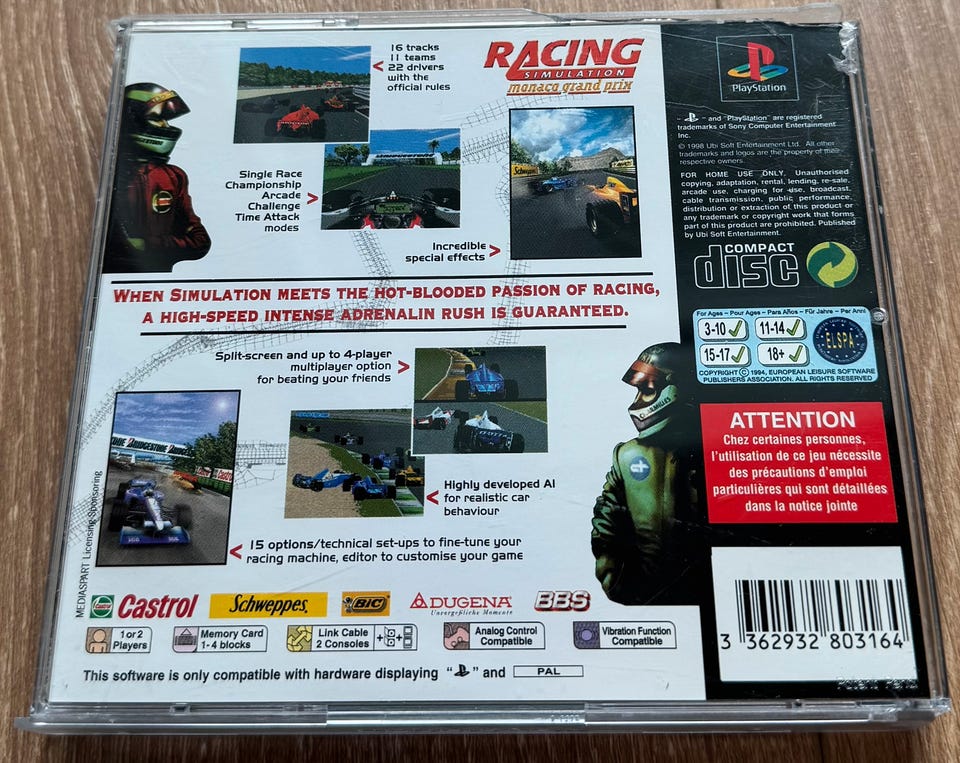 16 tracks
11 teams
22 drivers
with the
official rules
RACING
SIMULATION
monaco grand prix
Single Race
Championship
Arcade
Challenge
Time Attack
modes
Incredible
special effects
WHEN SIMULATION MEETS THE HOT-BLOODED PASSION OF RACING,
A HIGH-SPEED INTENSE ADRENALIN RUSH IS GUARANTEED.
Split-screen and up to 4-player
multiplayer option
for beating your friends
Highly developed AI
for realistic car
behaviour
15 options/technical set-ups to fine-tune your
racing machine, editor to customise your game
MEDIASPART Licensing-Sponsoring
Castrol
Schweppes
BIC
DUGENA
Unvergeßliche Momente
BBS
1 or 2
Players
Memory Card
1- 4 blocks
Link Cable
2 Consoles
Analog Control
Compatible
Vibration Function
Compatible
This software is only compatible with hardware displaying " " and PAL
PlayStation
" " and "PlayStation" are registered
trademarks of Sony Computer Entertainment
Inc.
© 1998 Ubi Soft Entertainment Ltd. All other
trademarks and logos are the property of their
respective owners.
FOR HOME USE ONLY. Unauthorised
copying, adaptation, rental, lending, re-sale,
arcade use, charging for use, broadcast,
cable transmission, public performance,
distribution or extraction of this product or
any trademark or copyright work that forms
part of this product are prohibited. Published
by Ubi Soft Entertainment.
COMPACT
disc
For Ages - Pour Ages - Para Años - Für Jahre - Per Anni
3-10
11-14
15-17
18+
ELSPA
COPYRIGHT © 1994, EUROPEAN LEISURE SOFTWARE
PUBLISHERS ASSOCIATION. ALL RIGHTS RESERVED
ATTENTION
Chez certaines personnes,
l'utilisation de ce jeu nécessite
des précautions d'emploi
particulières qui sont détaillées
dans la notice jointe
3 362932 803164